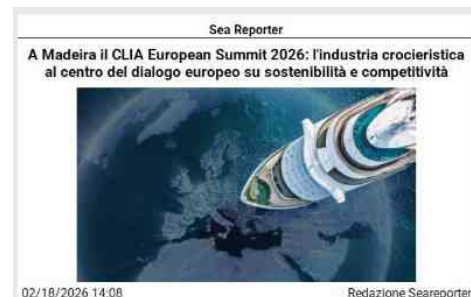 Sea Reporter
A Madeira il CLIA European Summit 2026: l'industria crocieristica
al centro del dialogo europeo su sostenibilità e competitività
02/18/2026 14:08
Redazione Seareporter